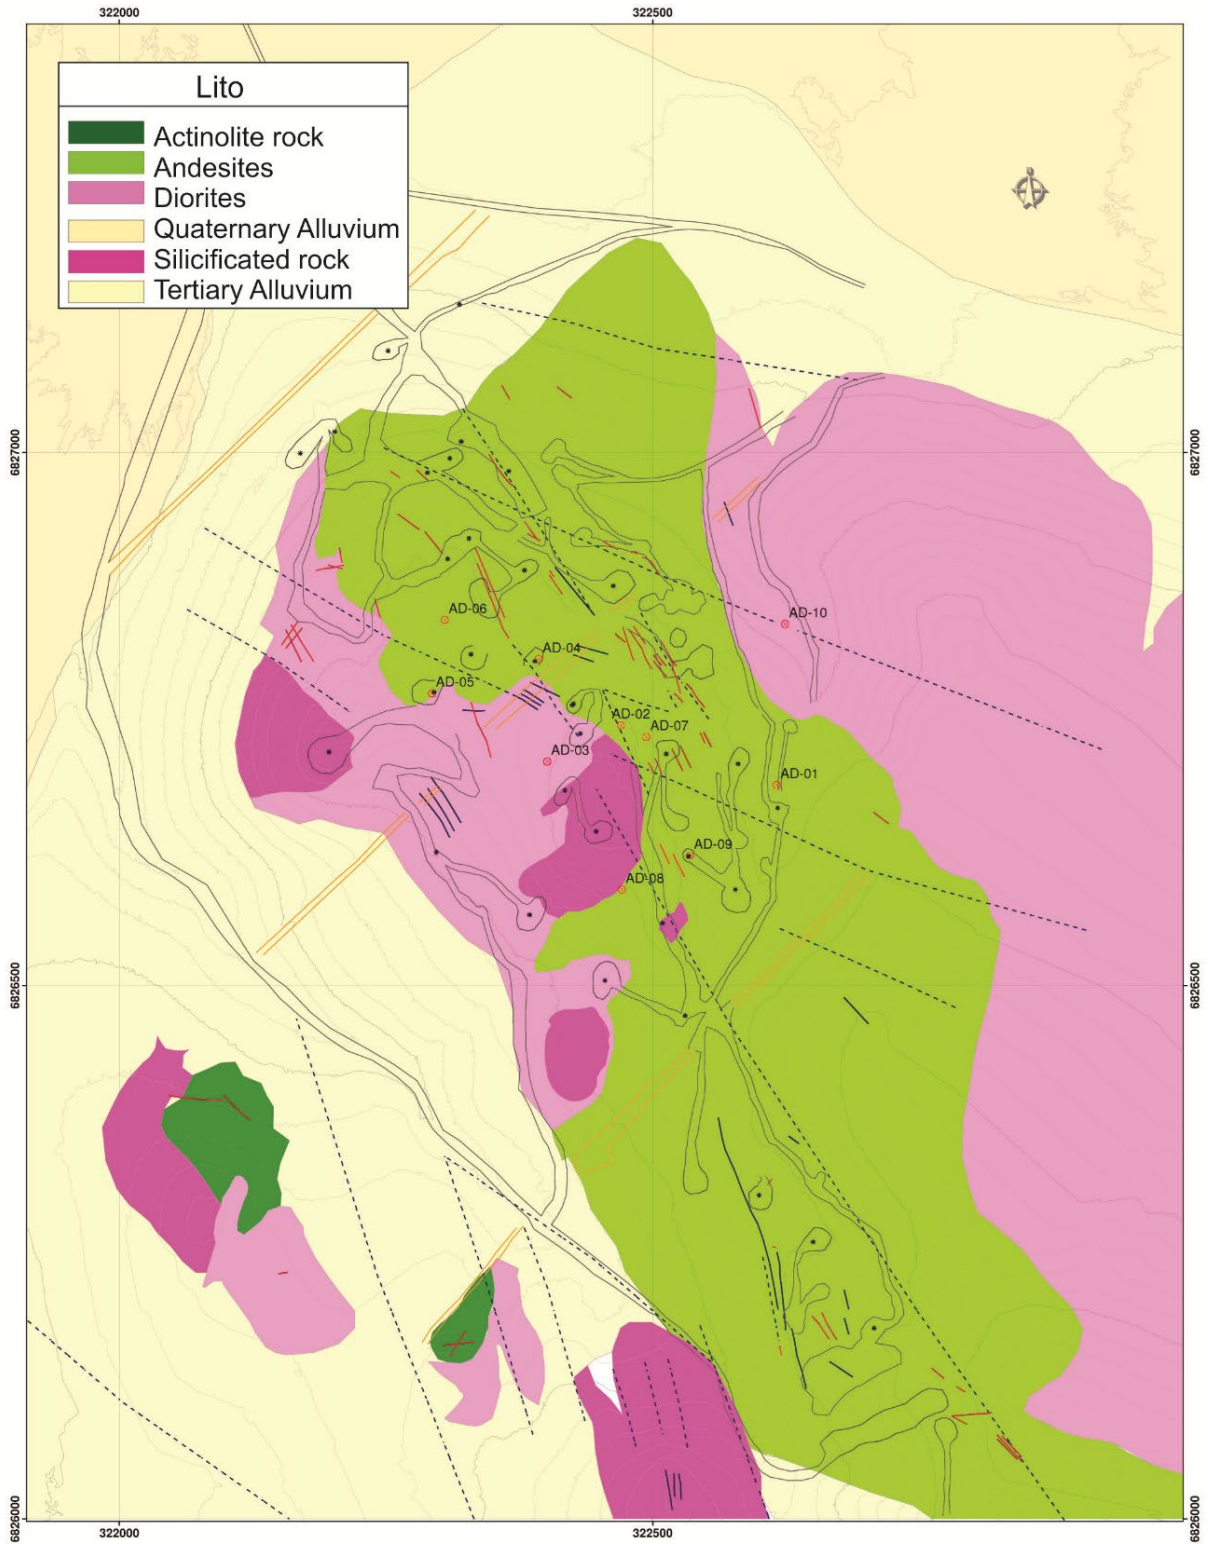 322000
322500
Lito
Actinolite rock
Andesites
Diorites
Quaternary Alluvium
Silicificated rock
Tertiary Alluvium
6827000
6827000
AD-06
AD-10
AD-04
AD-05
AD-02
AD-07
AD-03
AD-01
AD-09
AD-08
6826500
6826500
6826000
6826000
322000
322500